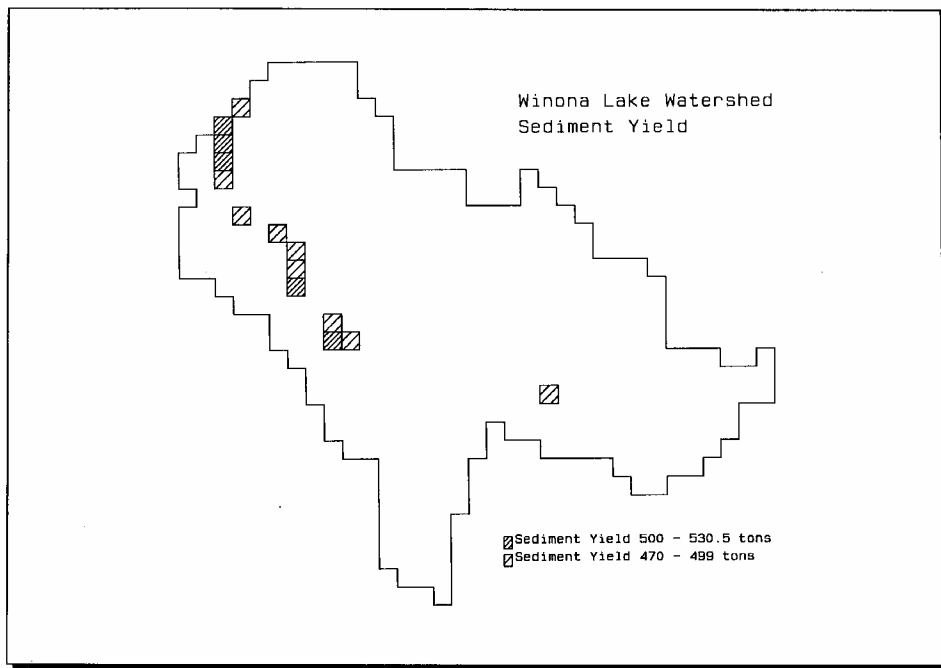 Winona Lake Watershed
Sediment Yield
Sediment Yield 500 - 530.5 tons
Sediment Yield 470 - 499 tons